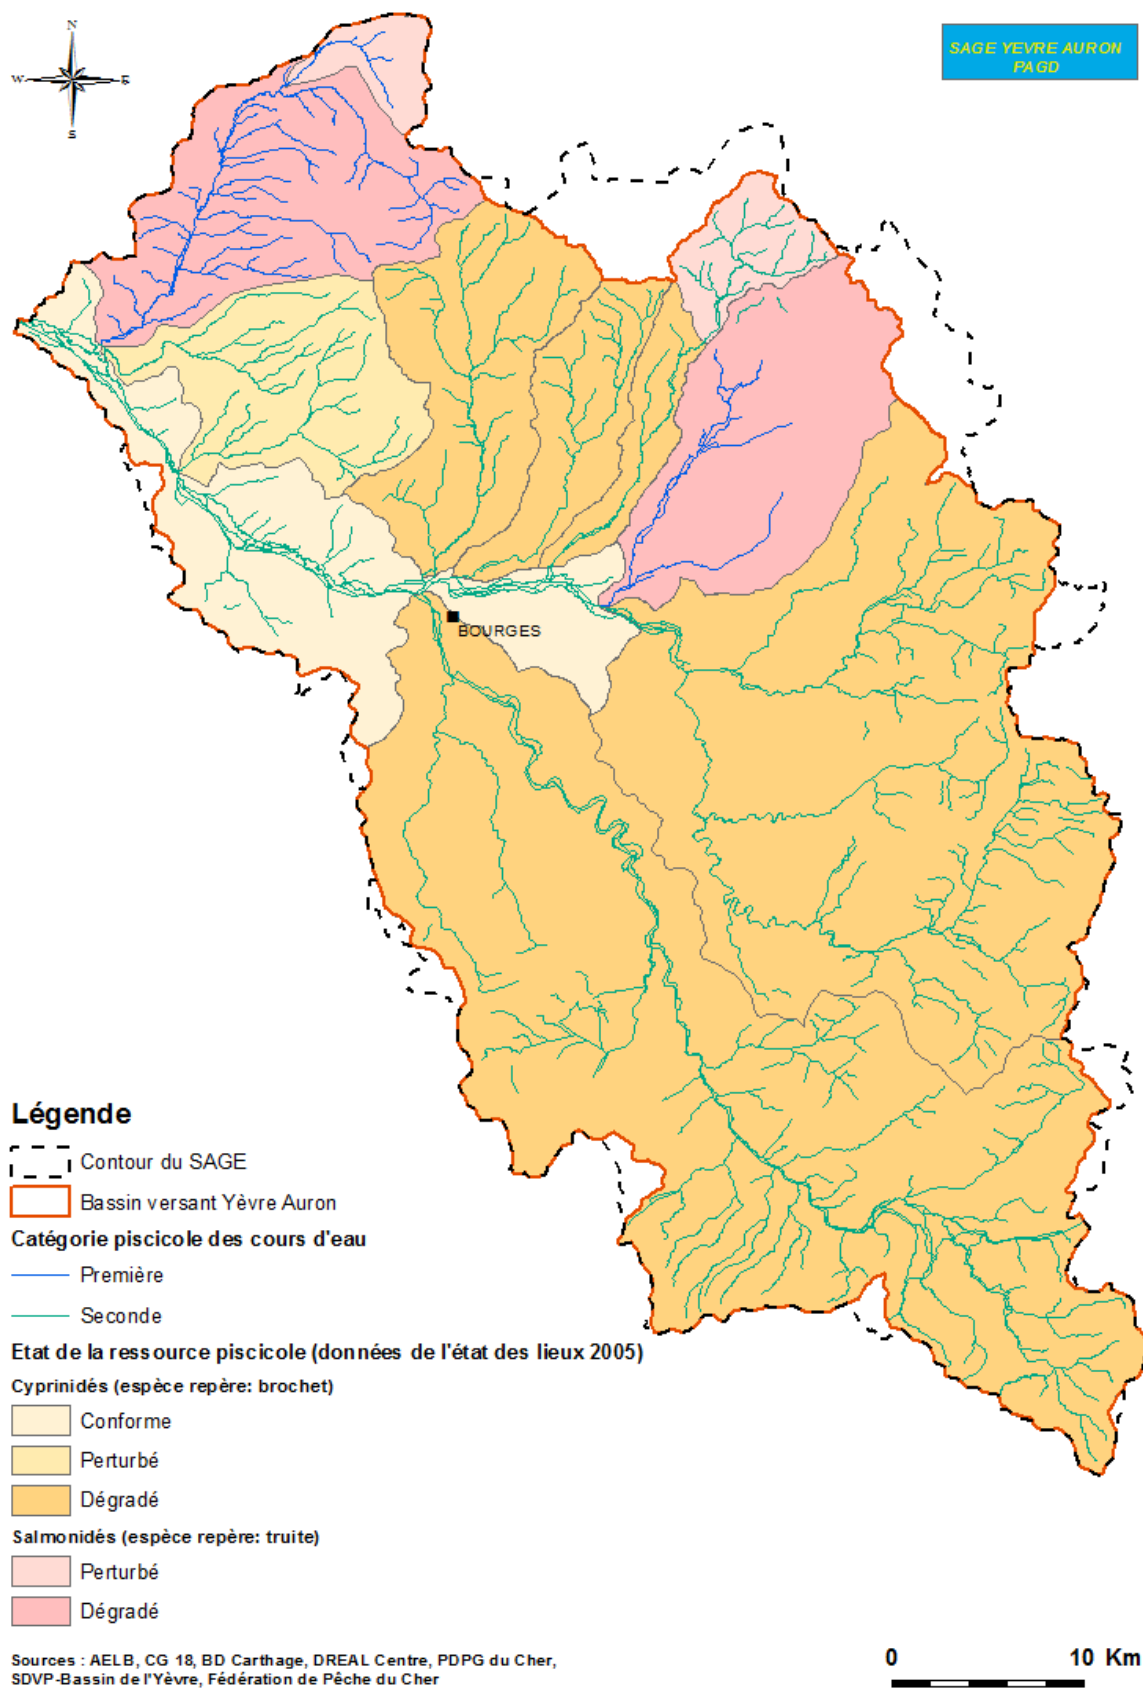 N
W
E
S
SAGE YEVRE AURON
PAGD
BOURGES
Légende
Contour du SAGE
Bassin versant Yèvre Auron
Catégorie piscicole des cours d'eau
Première
Seconde
Etat de la ressource piscicole (données de l'état des lieux 2005)
Cyprinidés (espèce repère: brochet)
Conforme
Perturbé
Dégradé
Salmonidés (espèce repère: truite)
Perturbé
Dégradé
Sources : AELB, CG 18, BD Carthage, DREAL Centre, PDPG du Cher,
SDVP-Bassin de l'Yèvre, Fédération de Pêche du Cher
0 10 Km